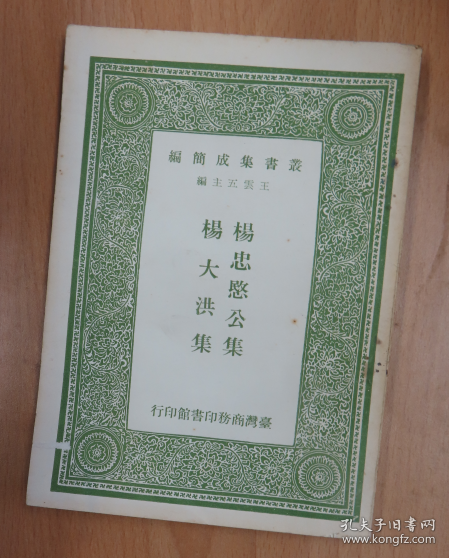 叢書集成簡編
王雲五主編
楊忠愍公集
楊大洪集
臺灣商務印書館印行
孔夫子旧书网
www.kongfz.com